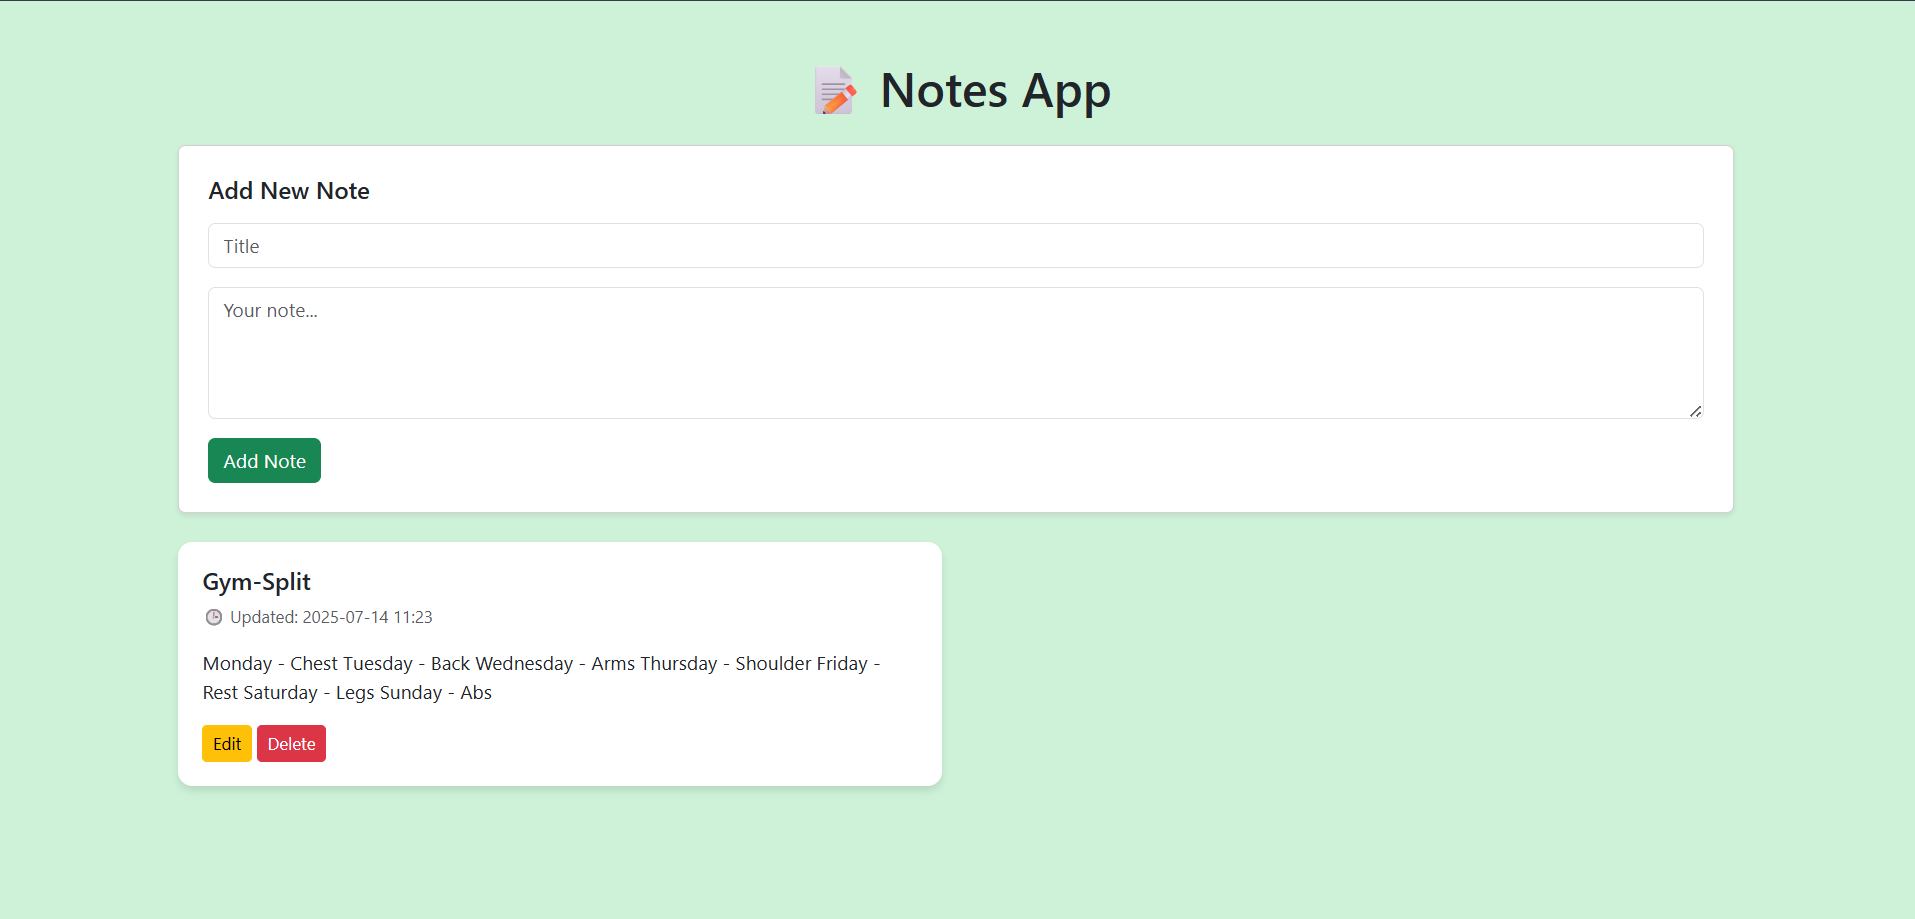 Notes App
Add New Note
Title
Your note...
Add Note
Gym-Split
Updated: 2025-07-14 11:23
Monday - Chest Tuesday - Back Wednesday - Arms Thursday - Shoulder Friday -
Rest Saturday - Legs Sunday - Abs
Edit Delete